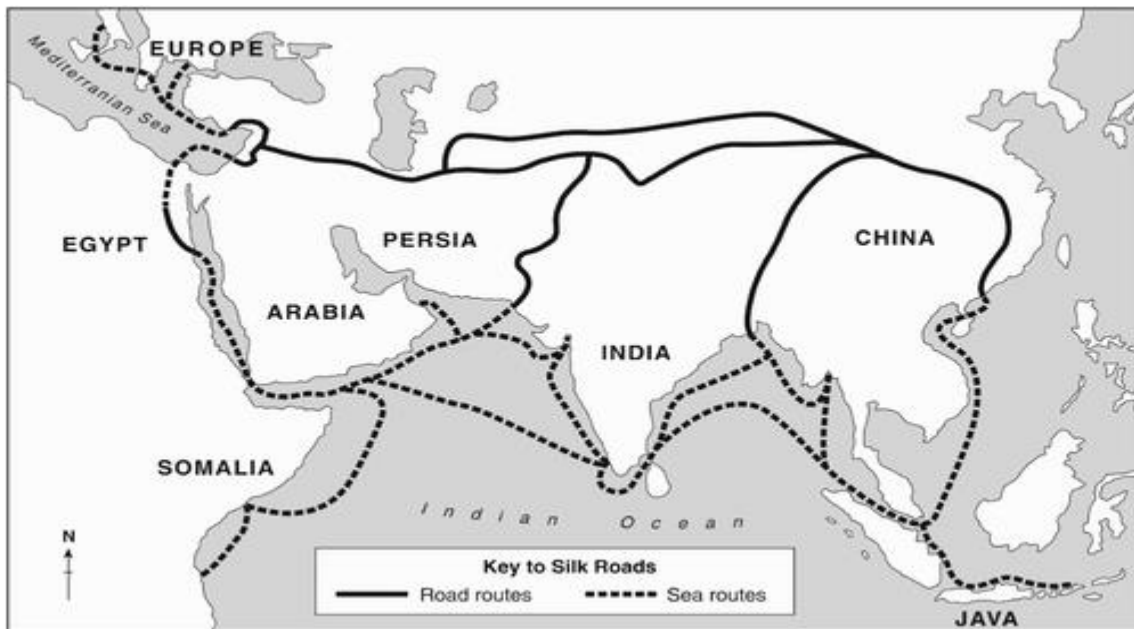 EUROPE
Mediterranean Sea
EGYPT
PERSIA
CHINA
ARABIA
INDIA
SOMALIA
Indian Ocean
N
Key to Silk Roads
Road routes
Sea routes
JAVA